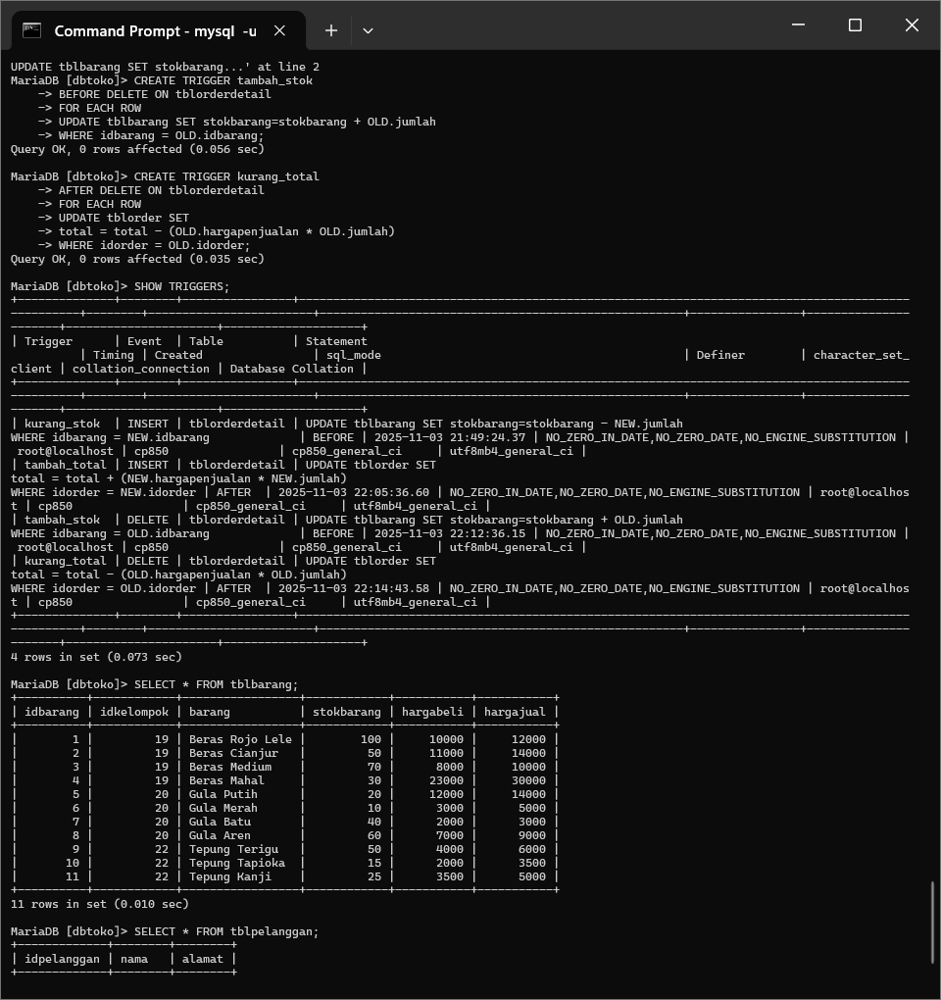 Command Prompt - mysql  -u
UPDATE tblbarang SET stokbarang...' at line 2
MariaDB [dbtoko]> CREATE TRIGGER tambah_stok
    -> BEFORE DELETE ON tblorderdetail
    -> FOR EACH ROW
    -> UPDATE tblbarang SET stokbarang=stokbarang + OLD.jumlah
    -> WHERE idbarang = OLD.idbarang;
Query OK, 0 rows affected (0.056 sec)
MariaDB [dbtoko]> CREATE TRIGGER kurang_total
    -> AFTER DELETE ON tblorderdetail
    -> FOR EACH ROW
    -> UPDATE tblorder SET
    -> total = total - (OLD.hargapenjualan * OLD.jumlah)
    -> WHERE idorder = OLD.idorder;
Query OK, 0 rows affected (0.035 sec)
MariaDB [dbtoko]> SHOW TRIGGERS;
| Trigger      | Event  | Table          | Statement
          | Timing | Created                | sql_mode                                            | Definer        | character_set_
client | collation_connection | Database Collation |
| kurang_stok  | INSERT | tblorderdetail | UPDATE tblbarang SET stokbarang=stokbarang - NEW.jumlah
WHERE idbarang = NEW.idbarang             | BEFORE | 2025-11-03 21:49:24.37 | NO_ZERO_IN_DATE,NO_ZERO_DATE,NO_ENGINE_SUBSTITUTION |
 root@localhost | cp850                | cp850_general_ci     | utf8mb4_general_ci |
| tambah_total | INSERT | tblorderdetail | UPDATE tblorder SET
total = total + (NEW.hargapenjualan * NEW.jumlah)
WHERE idorder = NEW.idorder | AFTER  | 2025-11-03 22:05:36.60 | NO_ZERO_IN_DATE,NO_ZERO_DATE,NO_ENGINE_SUBSTITUTION | root@localhos
t | cp850                | cp850_general_ci     | utf8mb4_general_ci |
| tambah_stok  | DELETE | tblorderdetail | UPDATE tblbarang SET stokbarang=stokbarang + OLD.jumlah
WHERE idbarang = OLD.idbarang             | BEFORE | 2025-11-03 22:12:36.15 | NO_ZERO_IN_DATE,NO_ZERO_DATE,NO_ENGINE_SUBSTITUTION |
 root@localhost | cp850                | cp850_general_ci     | utf8mb4_general_ci |
| kurang_total | DELETE | tblorderdetail | UPDATE tblorder SET
total = total - (OLD.hargapenjualan * OLD.jumlah)
WHERE idorder = OLD.idorder | AFTER  | 2025-11-03 22:14:43.58 | NO_ZERO_IN_DATE,NO_ZERO_DATE,NO_ENGINE_SUBSTITUTION | root@localhos
t | cp850                | cp850_general_ci     | utf8mb4_general_ci |
4 rows in set (0.073 sec)
MariaDB [dbtoko]> SELECT * FROM tblbarang;
| idbarang | idkelompok | barang          | stokbarang | hargabeli | hargajual |
|        1 |         19 | Beras Rojo Lele |        100 |     10000 |     12000 |
|        2 |         19 | Beras Cianjur   |         50 |     11000 |     14000 |
|        3 |         19 | Beras Medium    |         70 |      8000 |     10000 |
|        4 |         19 | Beras Mahal     |         30 |     23000 |     30000 |
|        5 |         20 | Gula Putih      |         20 |     12000 |     14000 |
|        6 |         20 | Gula Merah      |         10 |      3000 |      5000 |
|        7 |         20 | Gula Batu       |         40 |      2000 |      3000 |
|        8 |         20 | Gula Aren       |         60 |      7000 |      9000 |
|        9 |         22 | Tepung Terigu   |         50 |      4000 |      6000 |
|       10 |         22 | Tepung Tapioka  |         15 |      2000 |      3500 |
|       11 |         22 | Tepung Kanji    |         25 |      3500 |      5000 |
11 rows in set (0.010 sec)
MariaDB [dbtoko]> SELECT * FROM tblpelanggan;
| idpelanggan | nama   | alamat |